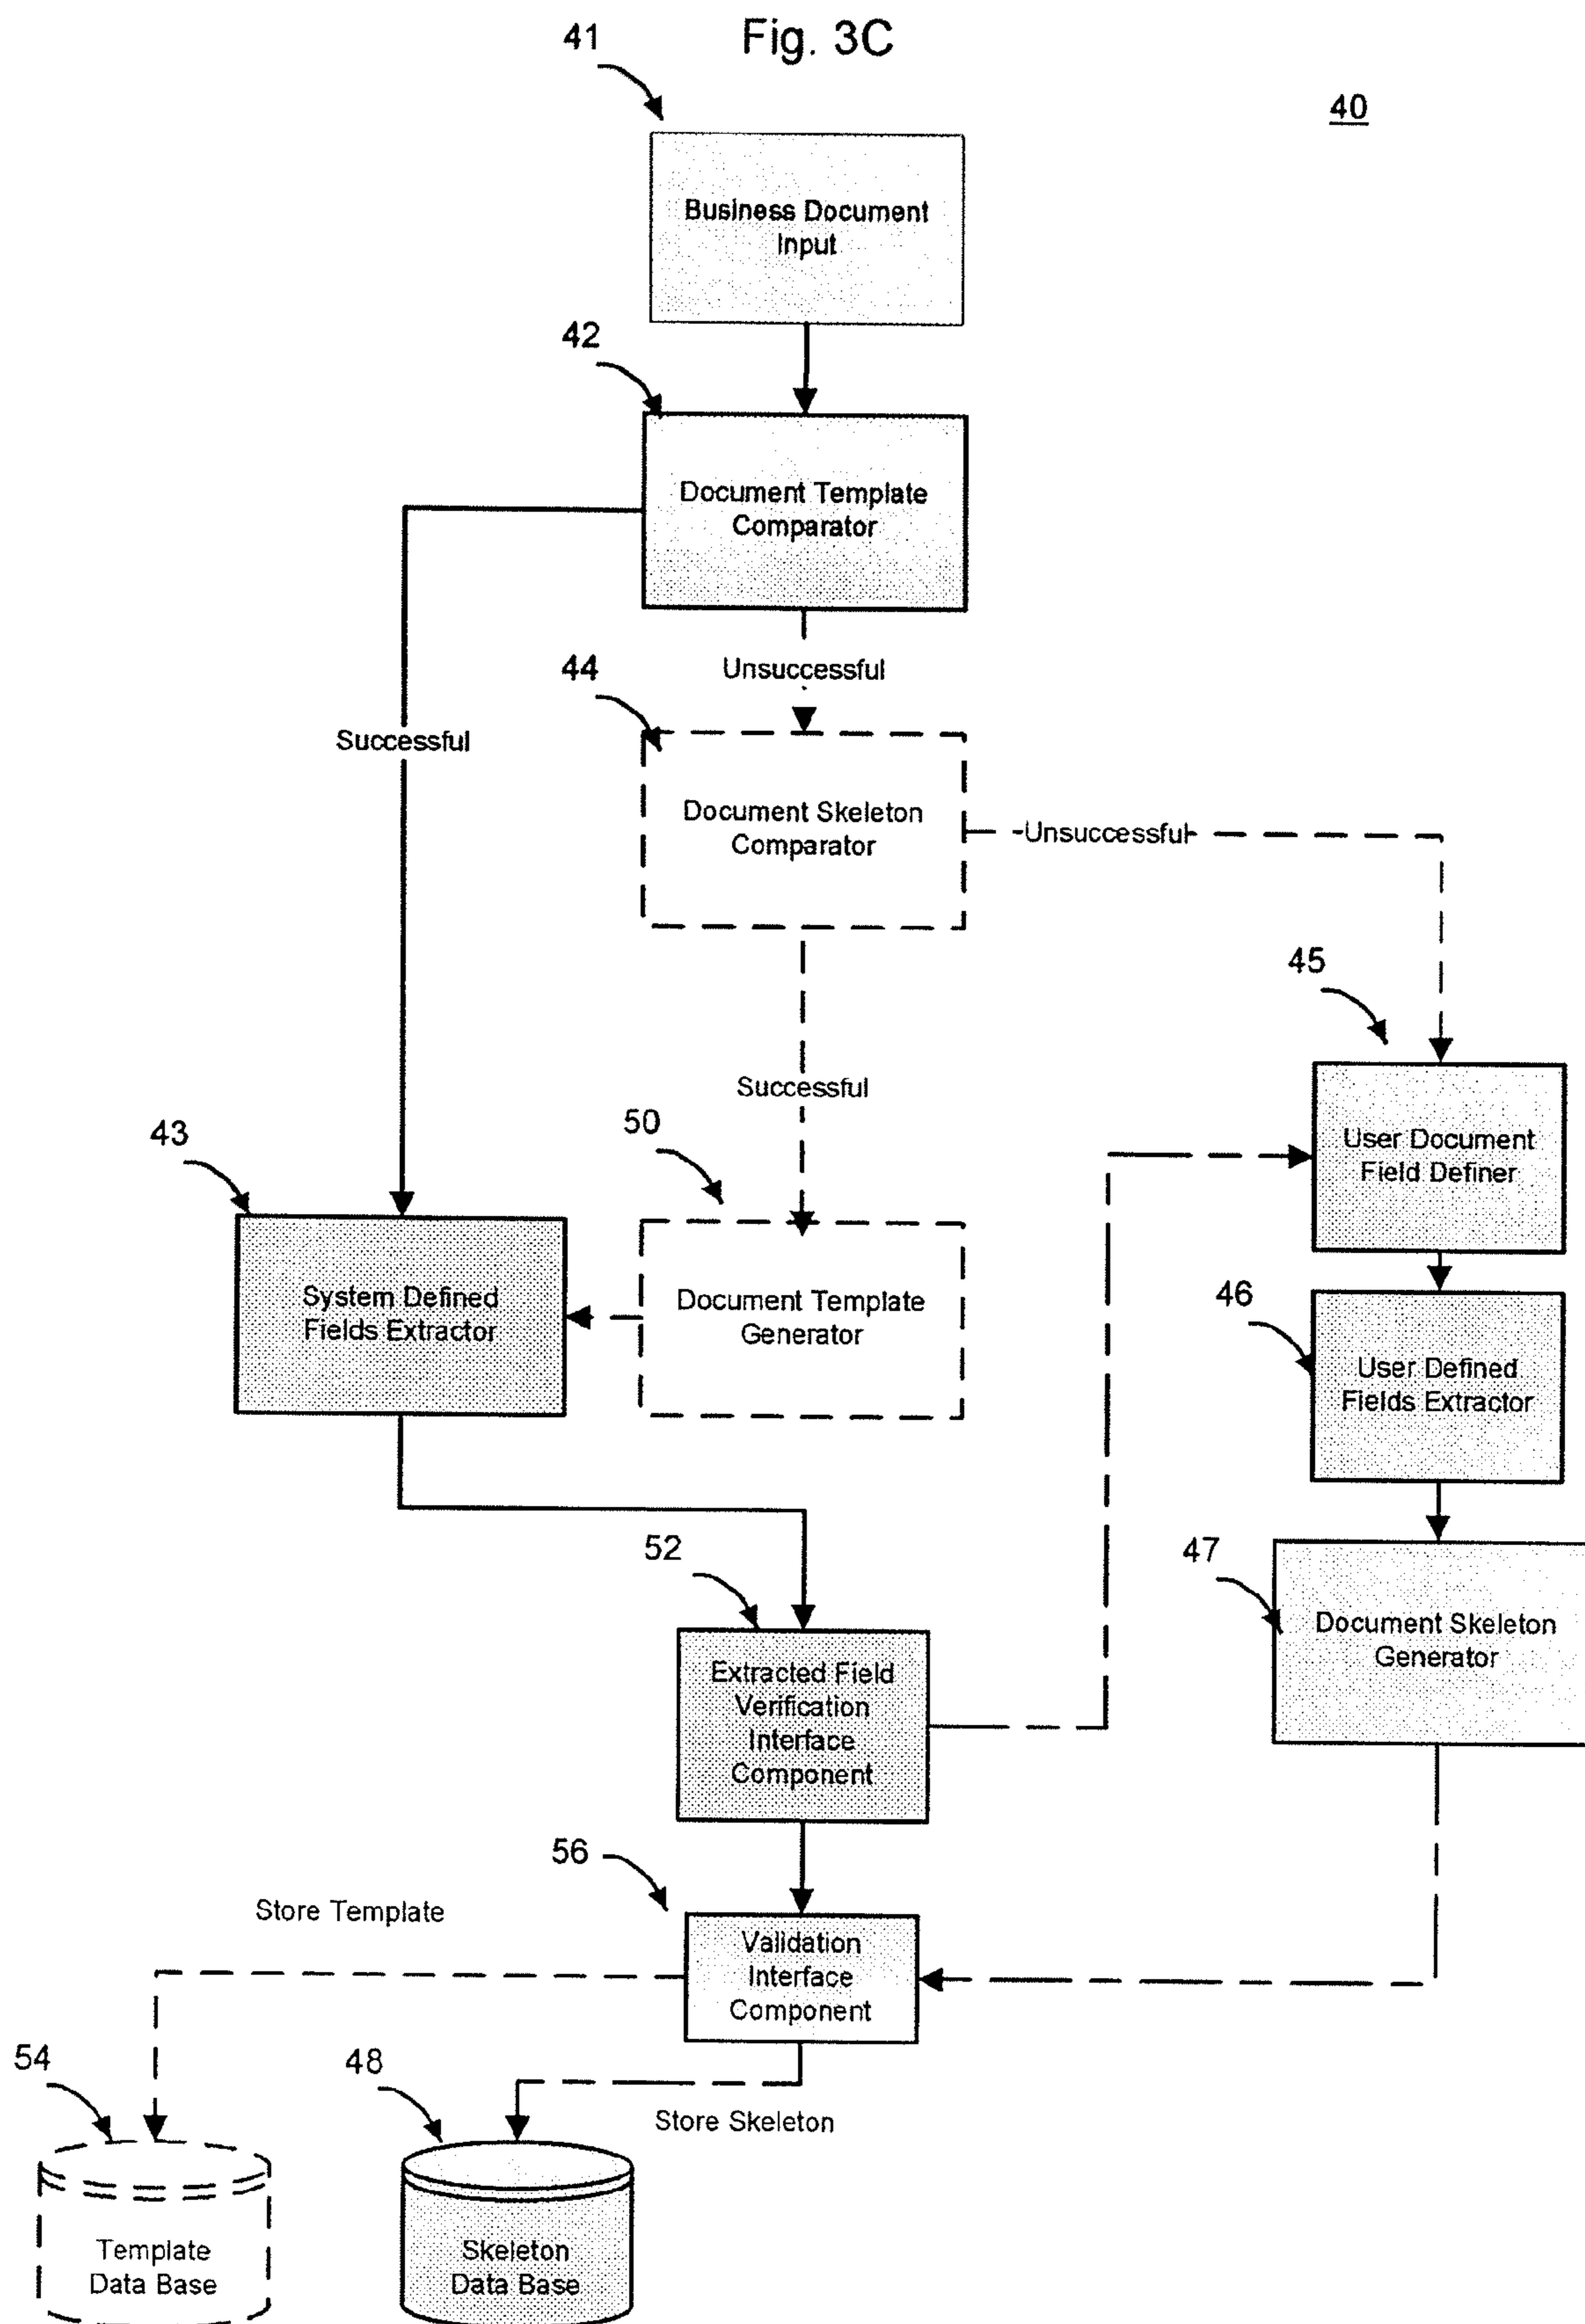 Fig. 3C
41
40
Business Document
Input
42
Document Template
Comparator
44
Unsuccessful
Successful
Document Skeleton
Comparator
Unsuccessful
45
Successful
43
50
User Document
Field Definer
System Defined
Fields Extractor
Document Template
Generator
46
User Defined
Fields Extractor
52
47
Document Skeleton
Generator
Extracted Field
Verification
Interface
Component
56
Store Template
Validation
Interface
Component
54
48
Store Skeleton
Template
Data Base
Skeleton
Data Base